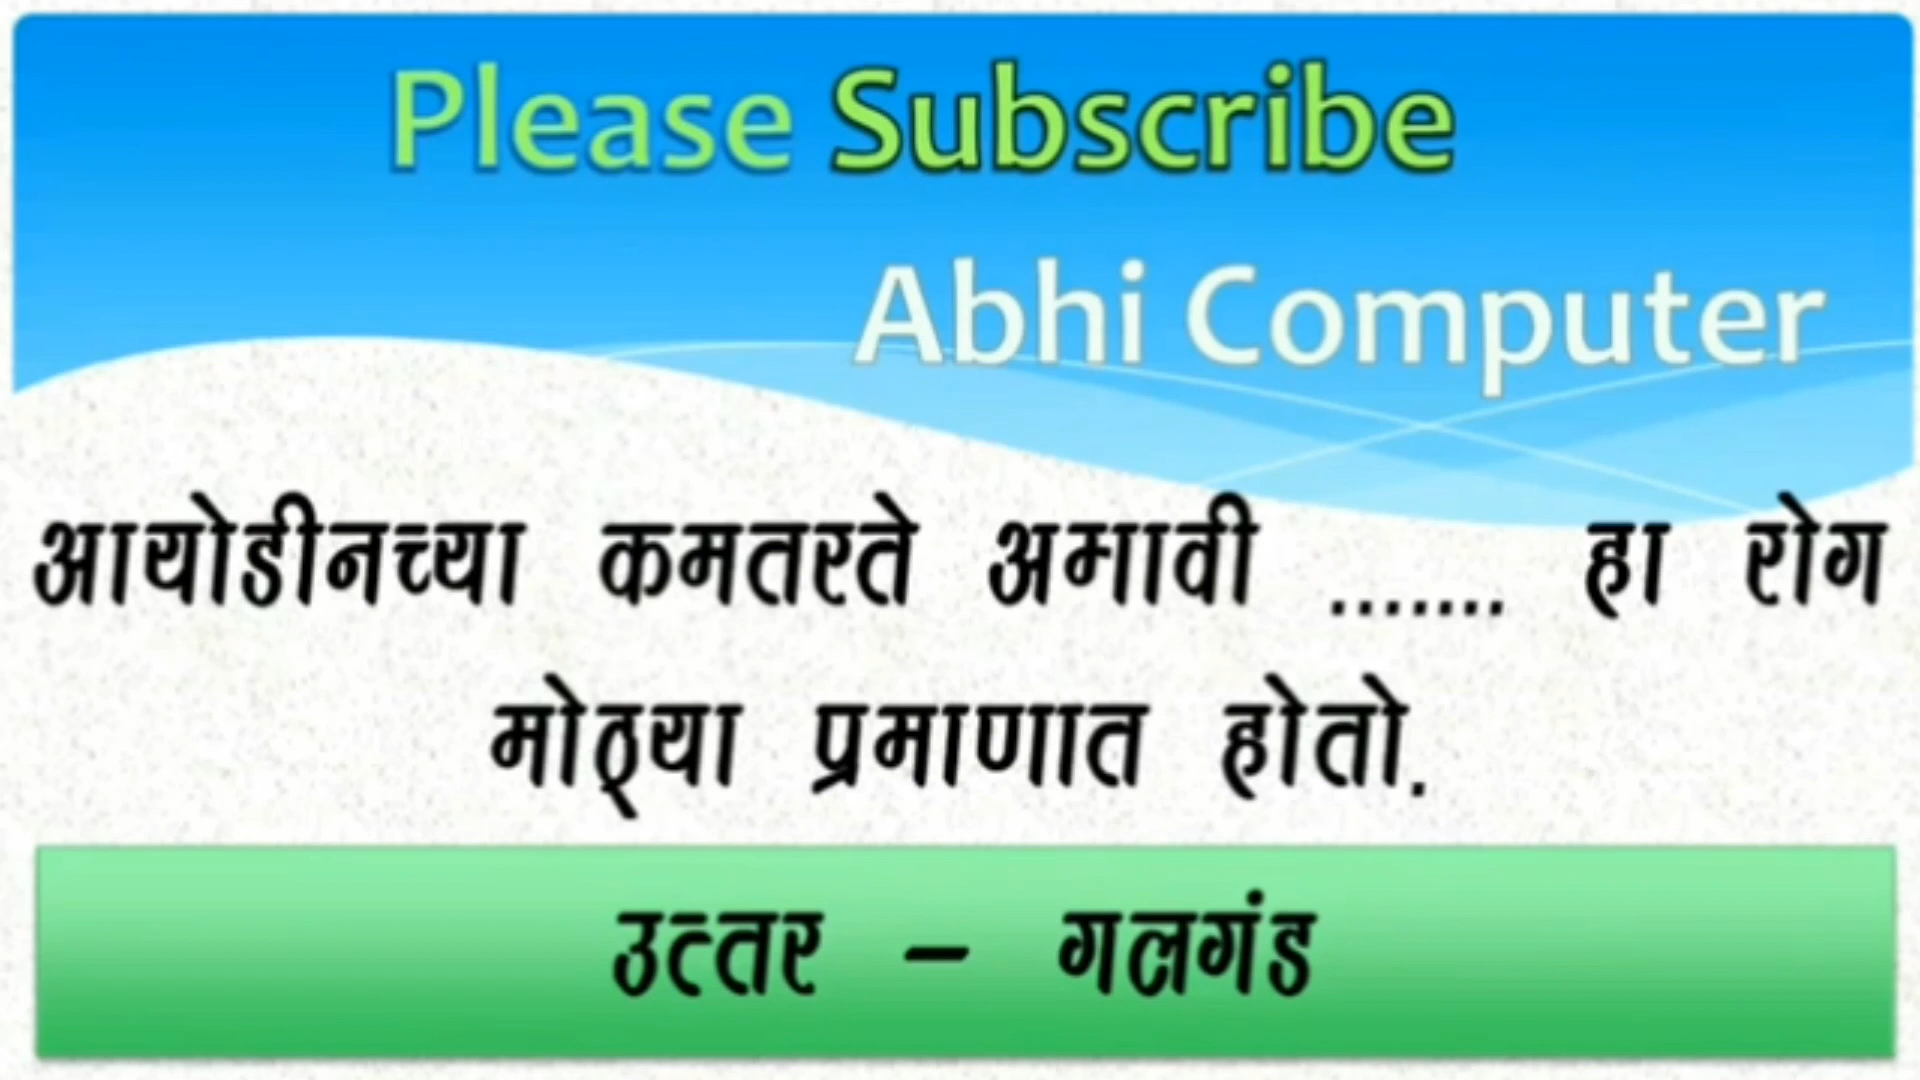 Please Subscribe
Abhi Computer
आयोडीनच्या कमतरते अभावी ....... हा रोग
मोठ्या प्रमाणात होतो.
उत्तर – गलगंड